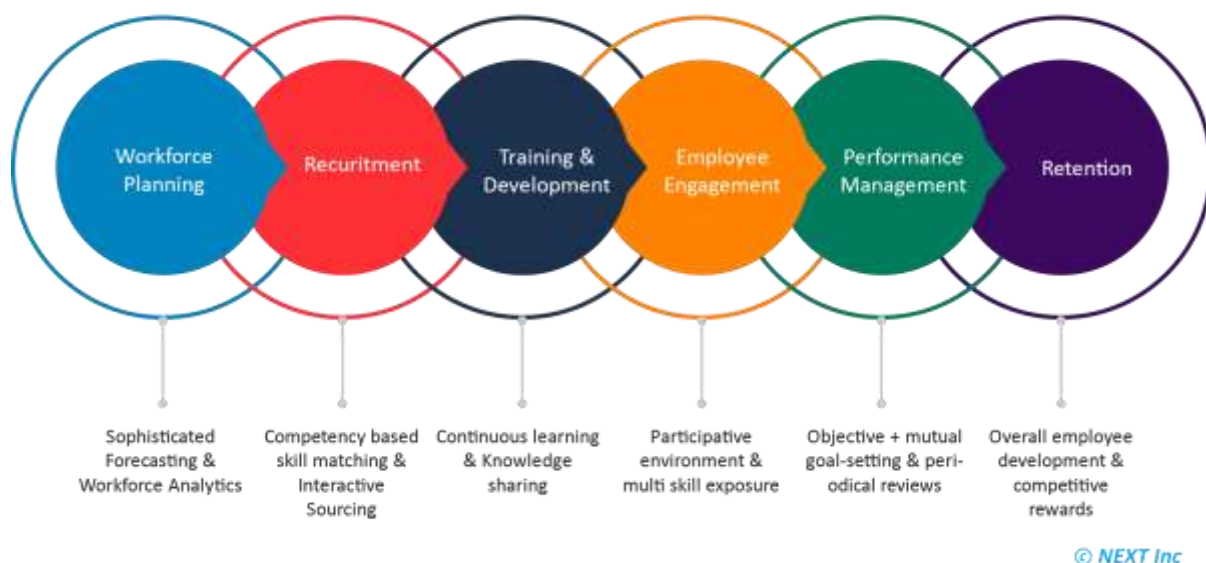 Workforce
Planning
Recuritment
Training &
Development
Employee
Engagement
Performance
Management
Retention
Sophisticated
Forecasting &
Workforce Analytics
Competency based
skill matching &
Interactive
Sourcing
Continuous learning
& Knowledge
sharing
Participative
environment &
multi skill exposure
Objective + mutual
goal-setting & peri-
odical reviews
Overall employee
development &
competitive
rewards
© NEXT Inc